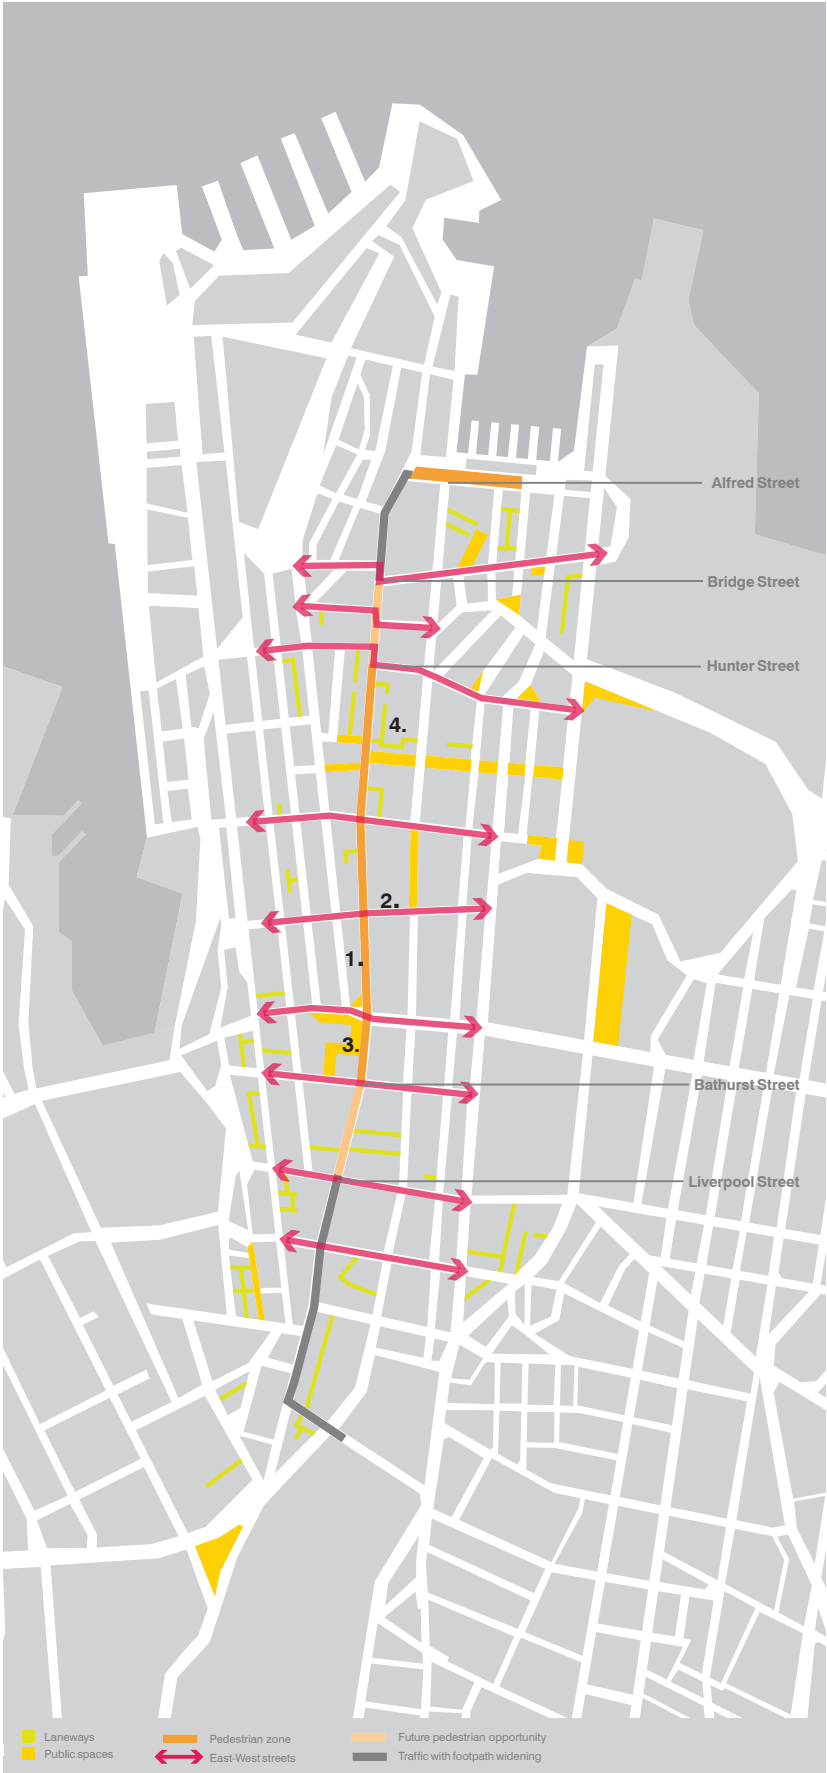 Alfred Street
Bridge Street
Hunter Street
4.
2.
1.
3.
Bathurst Street
Liverpool Street
Laneways
Public spaces
Pedestrian zone
East-West streets
Future pedestrian opportunity
Traffic with footpath widening